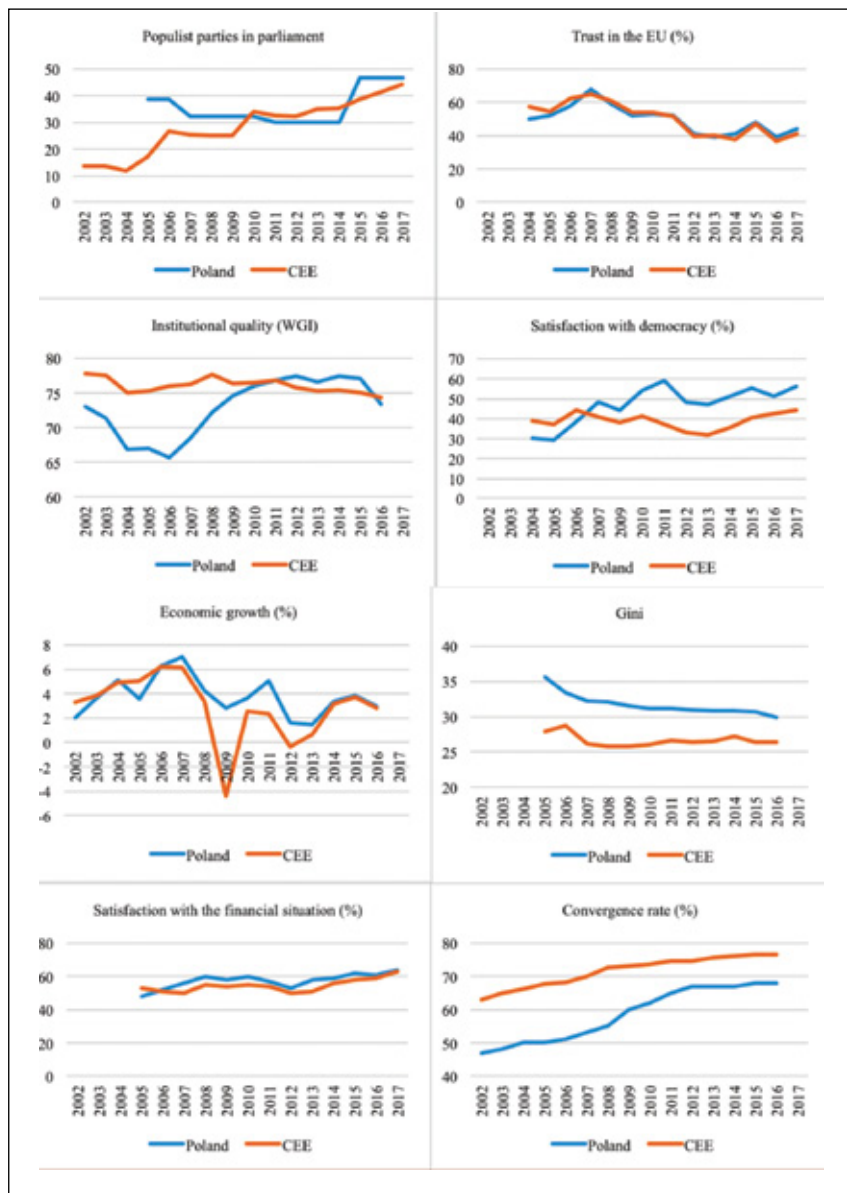 Populist parties in parliament
50
40
30
20
10
0
2002 2003 2004 2005 2006 2007 2008 2009 2010 2011 2012 2013 2014 2015 2016 2017
Poland CEE
Trust in the EU (%)
80
60
40
20
0
2002 2003 2004 2005 2006 2007 2008 2009 2010 2011 2012 2013 2014 2015 2016 2017
Poland CEE
Institutional quality (WGI)
80
75
70
65
60
2002 2003 2004 2005 2006 2007 2008 2009 2010 2011 2012 2013 2014 2015 2016 2017
Poland CEE
Satisfaction with democracy (%)
70
60
50
40
30
20
10
0
2002 2003 2004 2005 2006 2007 2009 2010 2011 2012 2013 2014 2015 2016 2017
Poland CEE
Economic growth (%)
8
6
4
2
0
-2
-4
-6
2002 2003 2004 2005 2006 2007 2008 2009 2010 2011 2012 2013 2014 2015 2016 2017
Poland CEE
Gini
40
35
30
25
20
2002 2003 2004 2005 2006 2007 2008 2009 2010 2011 2012 2013 2014 2015 2016 2017
Poland CEE
Satisfaction with the financial situation (%)
80
60
40
20
0
2002 2003 2004 2005 2006 2007 2008 2009 2010 2011 2012 2013 2014 2015 2016 2017
Poland CEE
Convergence rate (%)
80
70
60
50
40
2002 2003 2004 2005 2006 2007 2008 2009 2010 2011 2012 2013 2014 2015 2016 2017
Poland CEE